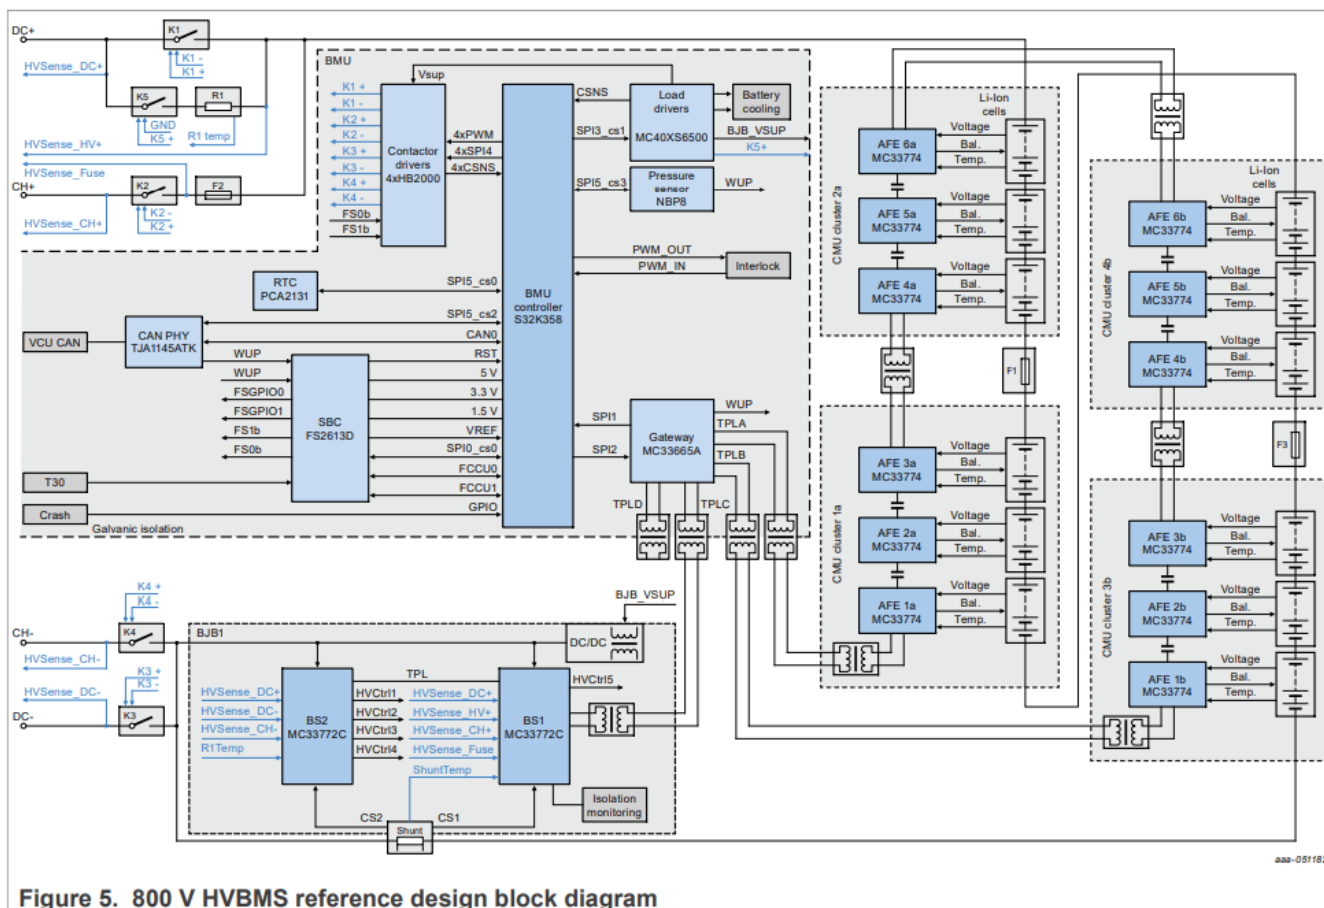 DC+
K1
K1 -
K1 +
HVSense_DC+
K5
R1
GND
K5 +
R1 temp
HVSense_HV+
HVSense_Fuse
CH+
K2
F2
K2 -
K2 +
HVSense_CH+
BMU
Vsup
K1 +
K1 -
K2 +
K2 -
K3 +
K3 -
K4 +
K4 -
FS0b
FS1b
Contactor
drivers
4xHB2000
4xPWM
4xSPI4
4xCSNS
CSNS
SPI3_cs1
SPI5_cs3
Load
drivers
MC40XS6500
Battery
cooling
BJB_VSUP
K5+
Pressure
sensor
NBP8
WUP
PWM_OUT
PWM_IN
Interlock
BMU
controller
S32K358
RTC
PCA2131
SPI5_cs0
SPI5_cs2
CAN0
VCU CAN
CAN PHY
TJA1145ATK
WUP
WUP
FSGPIO0
FSGPIO1
FS1b
FS0b
SBC
FS2613D
RST
5 V
3.3 V
1.5 V
VREF
SPI0_cs0
FCCU0
FCCU1
GPIO
T30
Crash
Galvanic isolation
SPI1
SPI2
Gateway
MC33665A
WUP
TPLA
TPLB
TPLD
TPLC
CMU cluster 2a
Li-Ion
cells
AFE 6a
MC33774
Voltage
Bal.
Temp.
AFE 5a
MC33774
Voltage
Bal.
Temp.
AFE 4a
MC33774
Voltage
Bal.
Temp.
F1
CMU cluster 1a
AFE 3a
MC33774
Voltage
Bal.
Temp.
AFE 2a
MC33774
Voltage
Bal.
Temp.
AFE 1a
MC33774
Voltage
Bal.
Temp.
CMU cluster 4b
Li-Ion
cells
AFE 6b
MC33774
Voltage
Bal.
Temp.
AFE 5b
MC33774
Voltage
Bal.
Temp.
AFE 4b
MC33774
Voltage
Bal.
Temp.
F3
CMU cluster 3b
AFE 3b
MC33774
Voltage
Bal.
Temp.
AFE 2b
MC33774
Voltage
Bal.
Temp.
AFE 1b
MC33774
Voltage
Bal.
Temp.
K4 +
K4 -
CH-
K4
HVSense_CH-
K3 +
K3 -
HVSense_DC-
DC-
K3
BJB1
BJB_VSUP
DC/DC
TPL
HVSense_DC+
HVSense_DC-
HVSense_CH-
R1Temp
BS2
MC33772C
HVCtrl1
HVCtrl2
HVCtrl3
HVCtrl4
HVSense_DC+
HVSense_HV+
HVSense_CH+
HVSense_Fuse
ShuntTemp
BS1
MC33772C
HVCtrl5
Isolation
monitoring
CS2
Shunt
CS1
Figure 5. 800 V HVBMS reference design block diagram